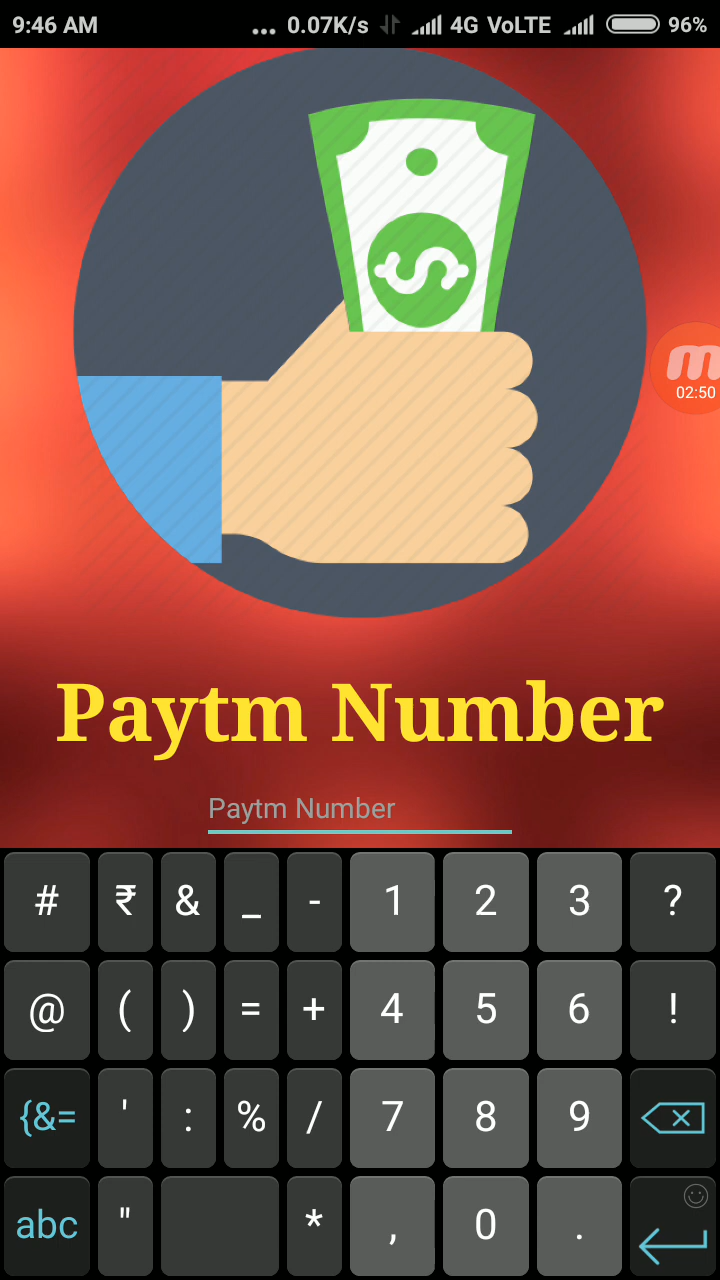 9:46 AM ... 0.07K/s 4G VoLTE 96%
m
02:50
Paytm Number
Paytm Number
# ₹ & _ - 1 2 3 ?
@ ( ) = + 4 5 6 !
{&= ' : % / 7 8 9
abc " * , 0 .